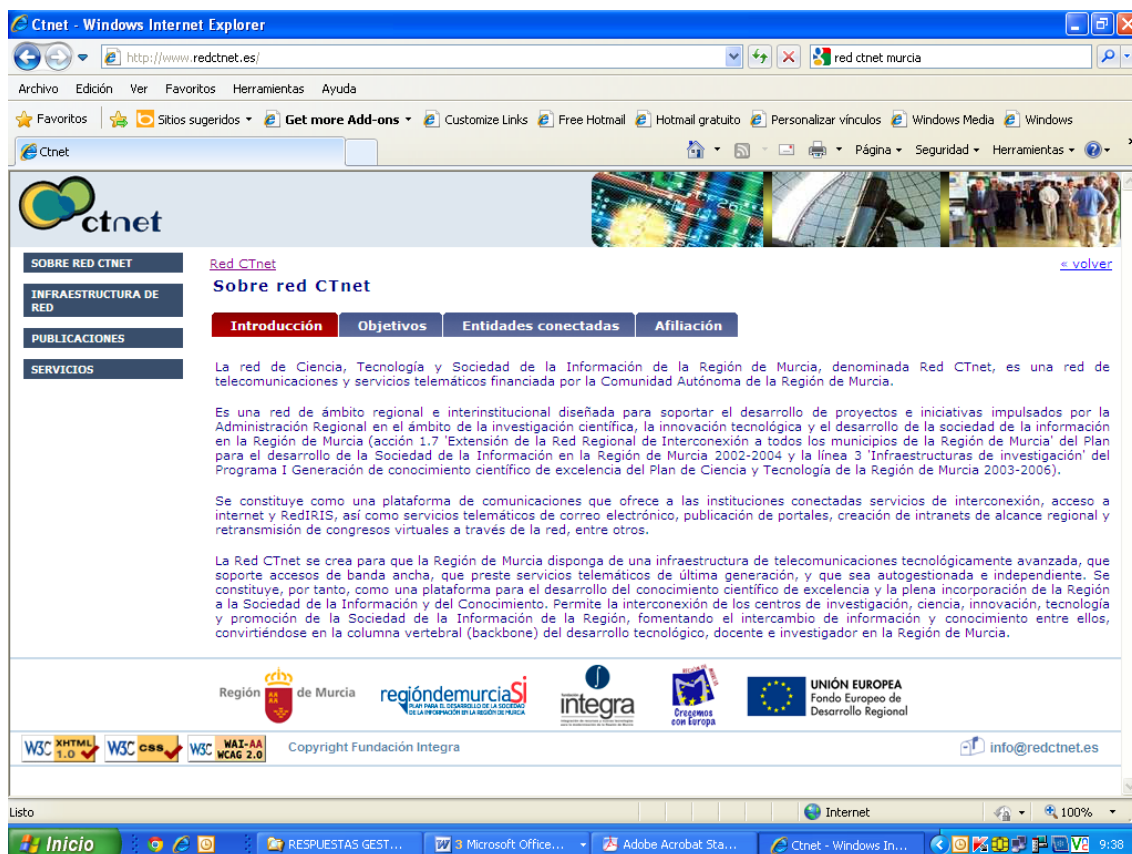 Ctnet - Windows Internet Explorer
http://www.redctnet.es/
red ctnet murcia
Archivo Edición Ver Favoritos Herramientas Ayuda
Favoritos Sitios sugeridos Get more Add-ons Customize Links Free Hotmail Hotmail gratuito Personalizar vínculos Windows Media Windows
Ctnet Página Seguridad Herramientas
ctnet
SOBRE RED CTNET
INFRAESTRUCTURA DE
RED
PUBLICACIONES
SERVICIOS
Red CTnet « volver
Sobre red CTnet
Introducción Objetivos Entidades conectadas Afiliación
La red de Ciencia, Tecnología y Sociedad de la Información de la Región de Murcia, denominada Red CTnet, es una red de
telecomunicaciones y servicios telemáticos financiada por la Comunidad Autónoma de la Región de Murcia.
Es una red de ámbito regional e interinstitucional diseñada para soportar el desarrollo de proyectos e iniciativas impulsados por la
Administración Regional en el ámbito de la investigación científica, la innovación tecnológica y el desarrollo de la sociedad de la información
en la Región de Murcia (acción 1.7 'Extensión de la Red Regional de Interconexión a todos los municipios de la Región de Murcia' del Plan
para el desarrollo de la Sociedad de la Información en la Región de Murcia 2002-2004 y la línea 3 'Infraestructuras de investigación' del
Programa I Generación de conocimiento científico de excelencia del Plan de Ciencia y Tecnología de la Región de Murcia 2003-2006).
Se constituye como una plataforma de comunicaciones que ofrece a las instituciones conectadas servicios de interconexión, acceso a
internet y RedIRIS, así como servicios telemáticos de correo electrónico, publicación de portales, creación de intranets de alcance regional y
retransmisión de congresos virtuales a través de la red, entre otros.
La Red CTnet se crea para que la Región de Murcia disponga de una infraestructura de telecomunicaciones tecnológicamente avanzada, que
soporte accesos de banda ancha, que preste servicios telemáticos de última generación, y que sea autogestionada e independiente. Se
constituye, por tanto, como una plataforma para el desarrollo del conocimiento científico de excelencia y la plena incorporación de la Región
a la Sociedad de la Información y del Conocimiento. Permite la interconexión de los centros de investigación, ciencia, innovación, tecnología
y promoción de la Sociedad de la Información de la Región, fomentando el intercambio de información y conocimiento entre ellos,
convirtiéndose en la columna vertebral (backbone) del desarrollo tecnológico, docente e investigador en la Región de Murcia.
Región de Murcia
regióndemurciaSi
PLAN PARA EL DESARROLLO DE LA SOCIEDAD
DE LA INFORMACIÓN EN LA REGIÓN DE MURCIA
fundación
integra
REGIÓN DE MURCIA
Crecemos
con Europa
UNIÓN EUROPEA
Fondo Europeo de
Desarrollo Regional
W3C XHTML 1.0 W3C css W3C WAI-AA WCAG 2.0 Copyright Fundación Integra info@redctnet.es
Listo Internet 100%
Inicio RESPUESTAS GEST... 3 Microsoft Office... Adobe Acrobat Sta... Ctnet - Windows In... 9:38